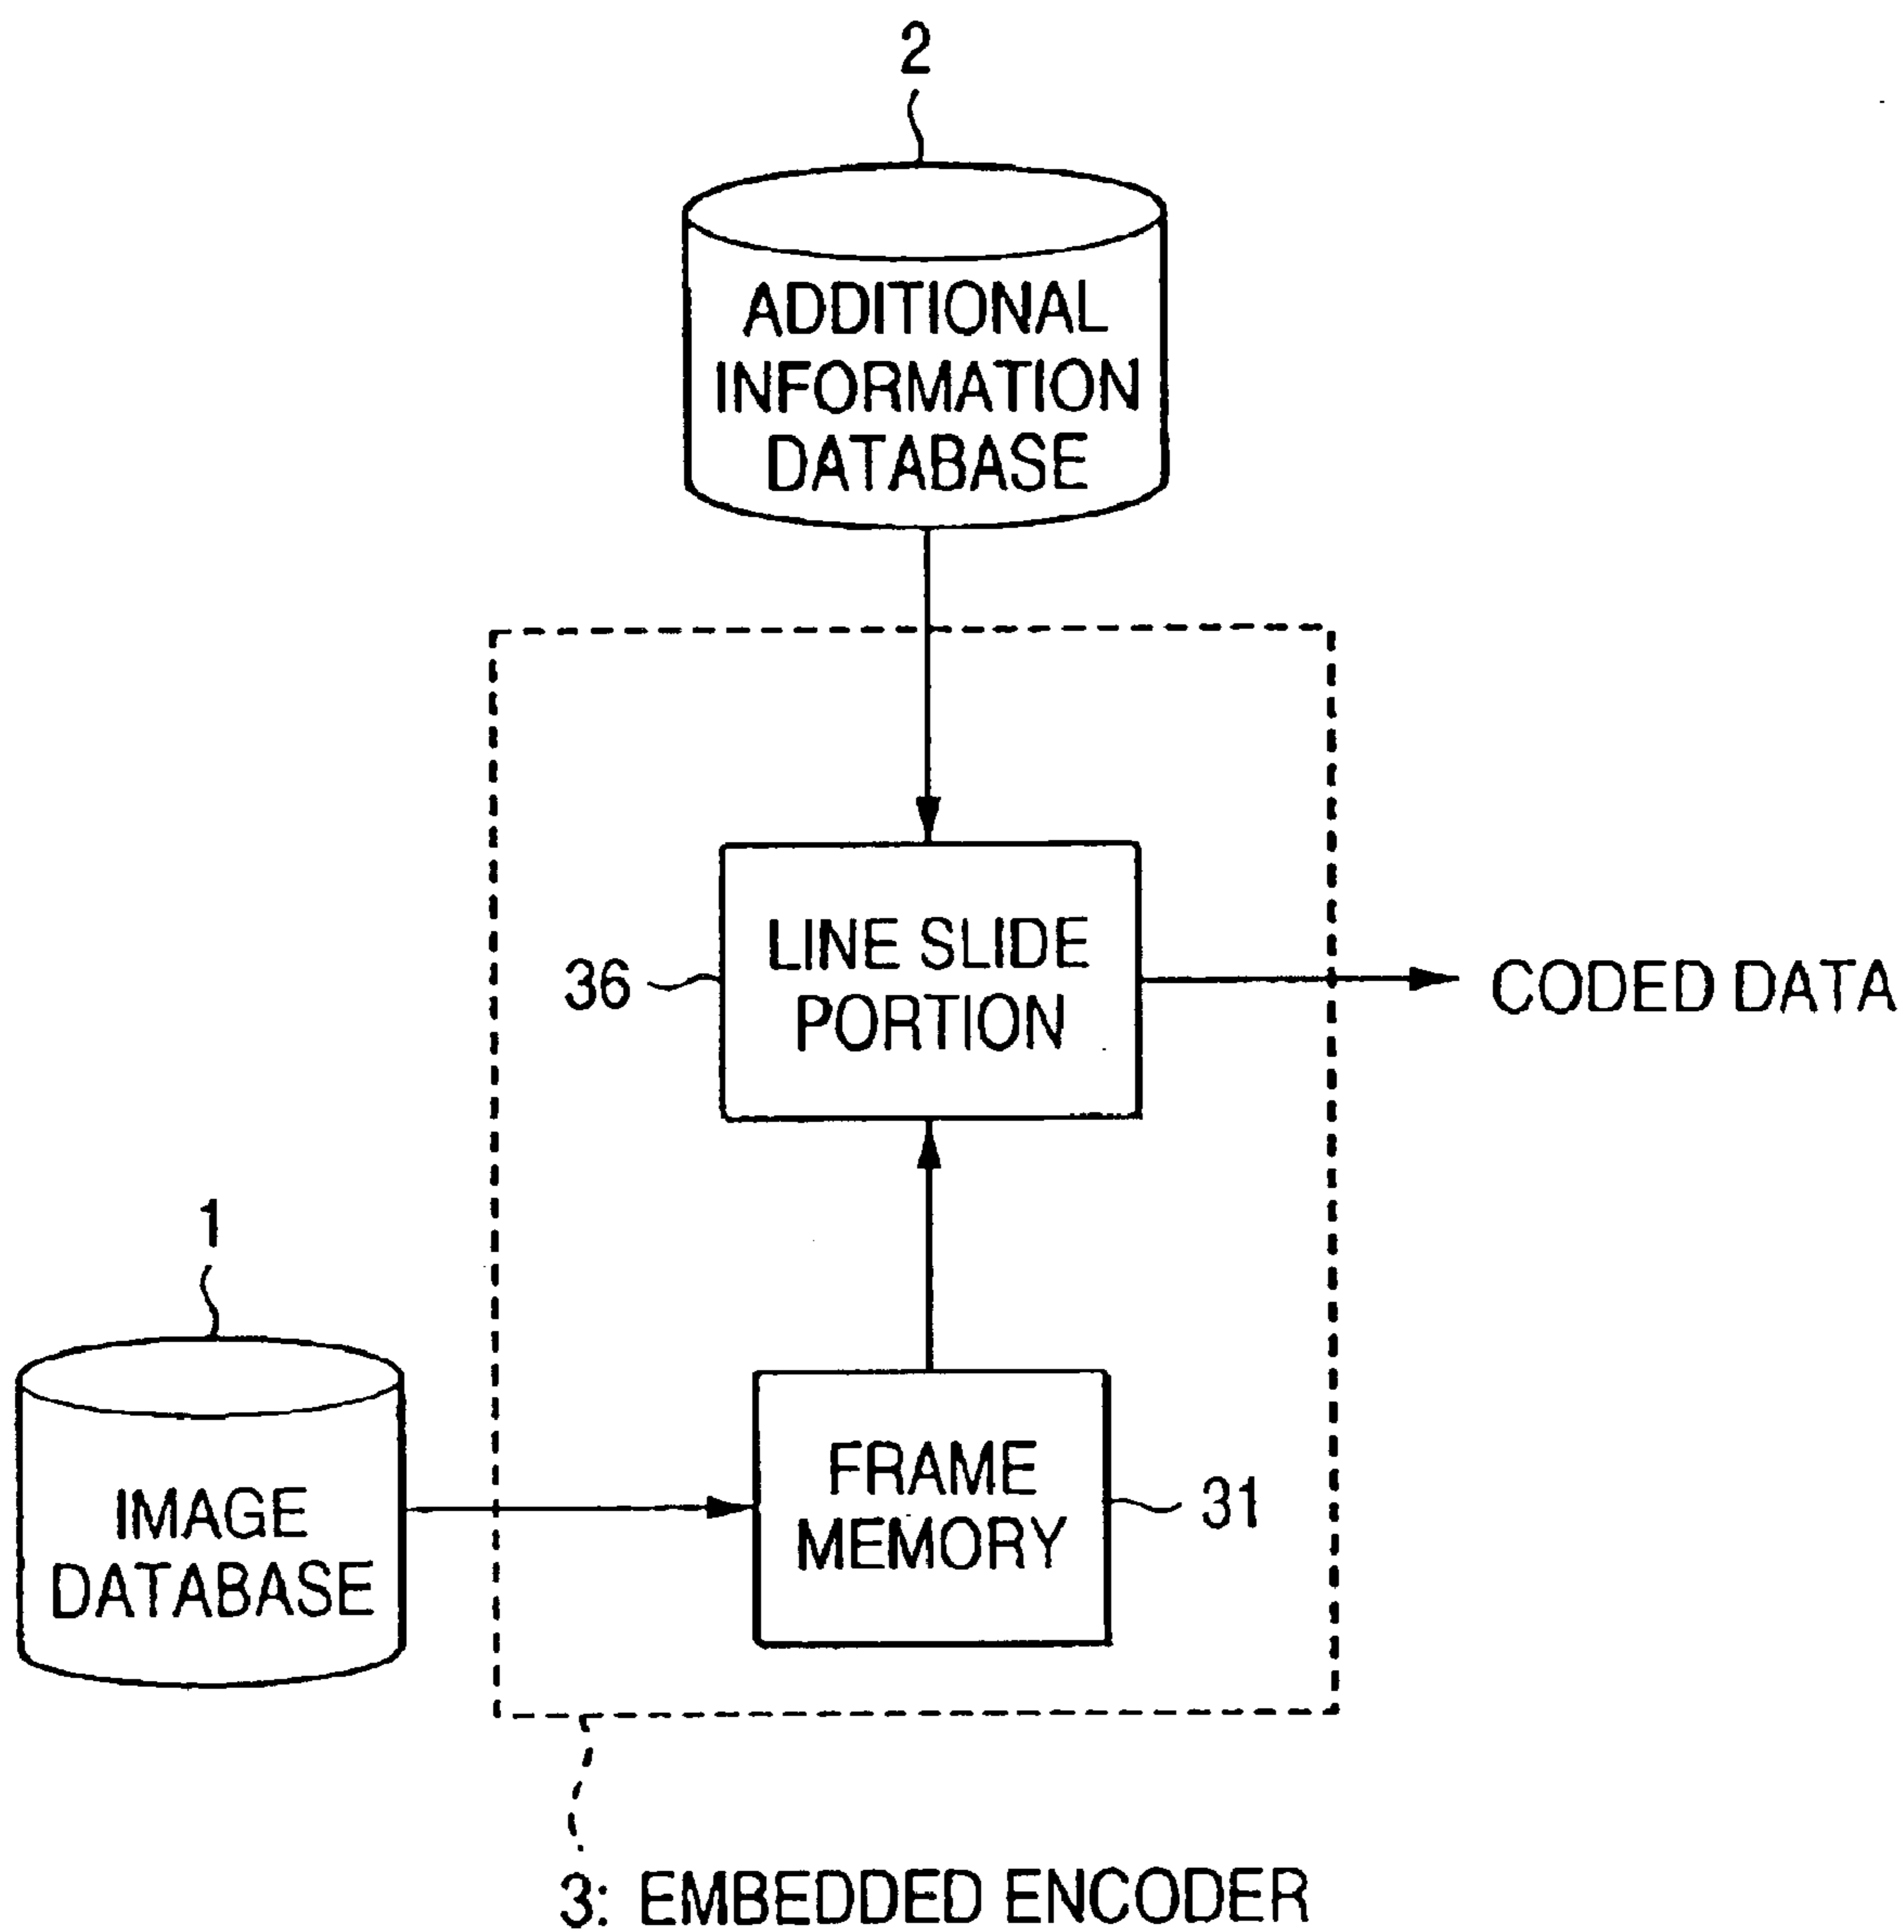 2
ADDITIONAL
INFORMATION
DATABASE
LINE SLIDE
PORTION
36
CODED DATA
1
IMAGE
DATABASE
FRAME
MEMORY
31
3: EMBEDDED ENCODER